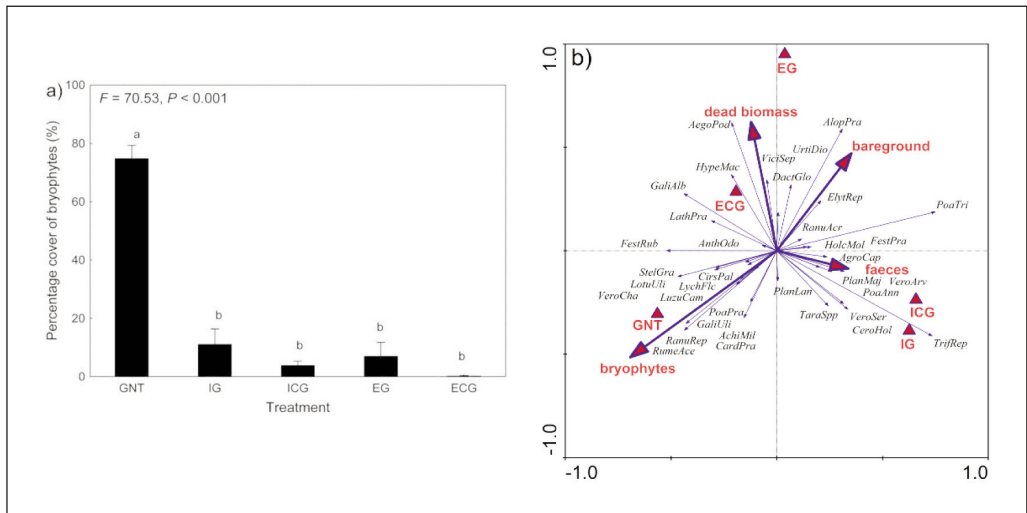 a)
F = 70.53, P < 0.001
Percentage cover of bryophytes (%)
100
80
60
40
20
0
a
b
b
b
b
GNT
IG
ICG
EG
ECG
Treatment
b)
1.0
-1.0
-1.0
1.0
EG
dead biomass
AegoPod
AlopPra
UrtiDio
bareground
ViciSep
HypeMac
DactGlo
GaliAlb
ECG
ElytRep
PoaTri
LathPra
RanuAcr
FestRub
AnthOdo
HolcMol
FestPra
AgroCap
faeces
StelGra
CirsPal
PlanMaj
VeroArv
LotuUli
LychFlc
PlanLan
PoaAnn
VeroCha
LuzuCam
ICG
GNT
PoaPra
TaraSpp
VeroSer
GaliUli
CeroHol
IG
RanuRep
AchiMil
TrifRep
RumeAce
CardPra
bryophytes